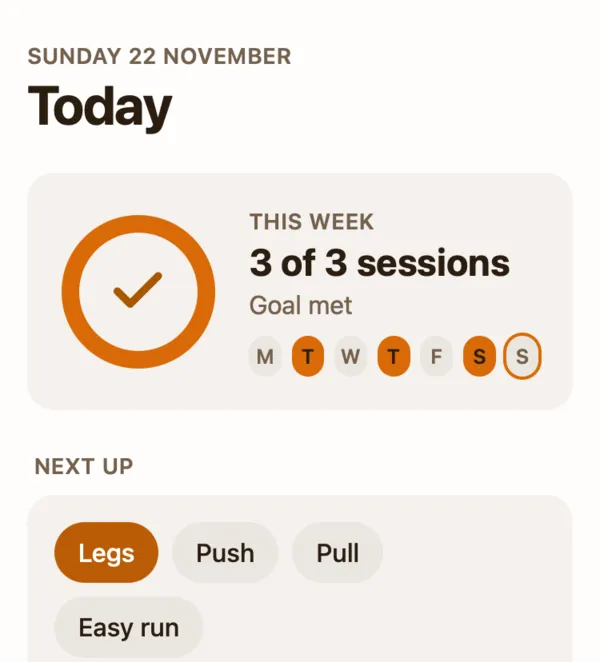 SUNDAY 22 NOVEMBER
Today
THIS WEEK
3 of 3 sessions
Goal met
M T W T F S S
NEXT UP
Legs Push Pull
Easy run